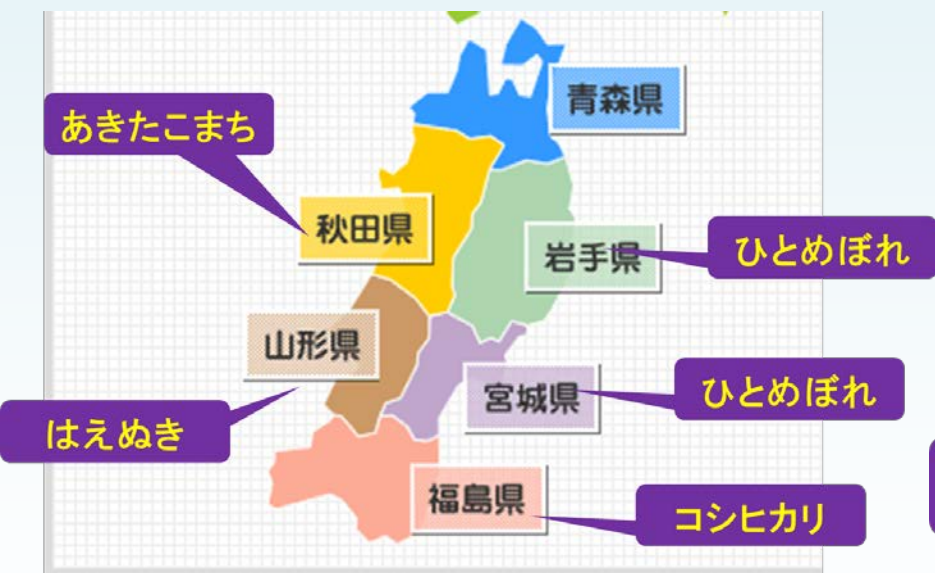 青森県
あきたこまち
秋田県
岩手県
ひとめぼれ
山形県
宮城県
ひとめぼれ
はえぬき
福島県
コシヒカリ